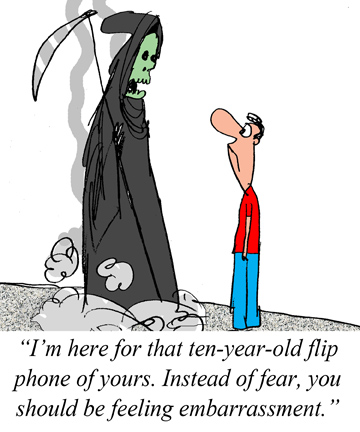 “I’m here for that ten-year-old flip
phone of yours. Instead of fear, you
should be feeling embarrassment.”